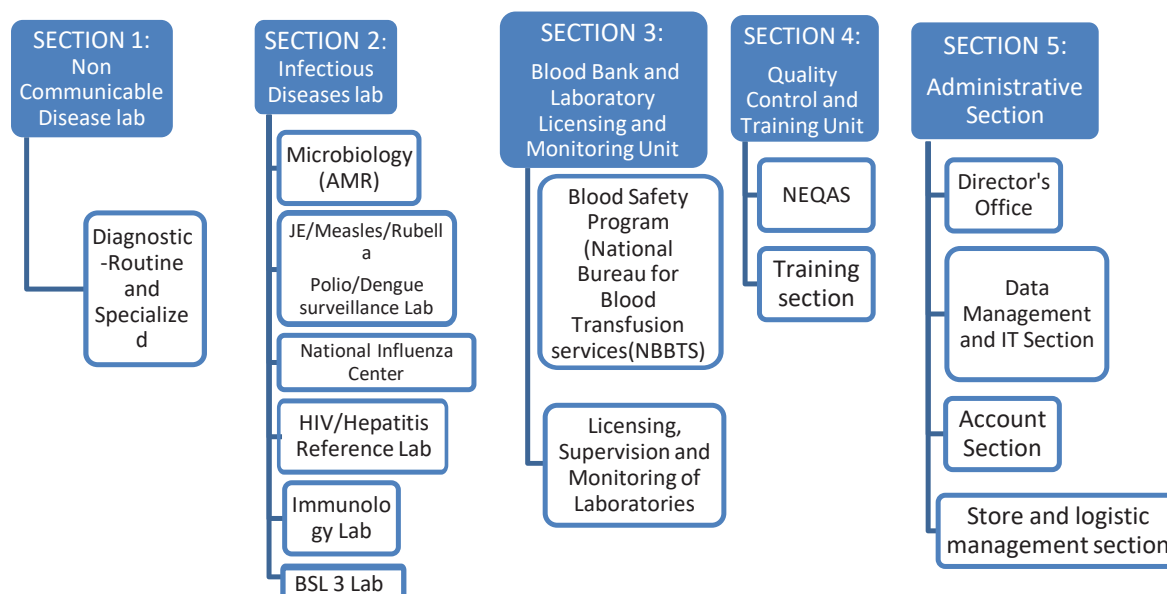 SECTION 1:
Non
Communicable
Disease lab
Diagnostic
-Routine
and
Specialize
d
SECTION 2:
Infectious
Diseases lab
Microbiology
(AMR)
JE/Measles/Rubell
a
Polio/Dengue
surveillance Lab
National Influenza
Center
HIV/Hepatitis
Reference Lab
Immunolo
gy Lab
BSL 3 Lab
SECTION 3:
Blood Bank and
Laboratory
Licensing and
Monitoring Unit
Blood Safety
Program
(National
Bureau for
Blood
Transfusion
services(NBBTS)
Licensing,
Supervision and
Monitoring of
Laboratories
SECTION 4:
Quality
Control and
Training Unit
NEQAS
Training
section
SECTION 5:
Administrative
Section
Director's
Office
Data
Management
and IT Section
Account
Section
Store and logistic
management section